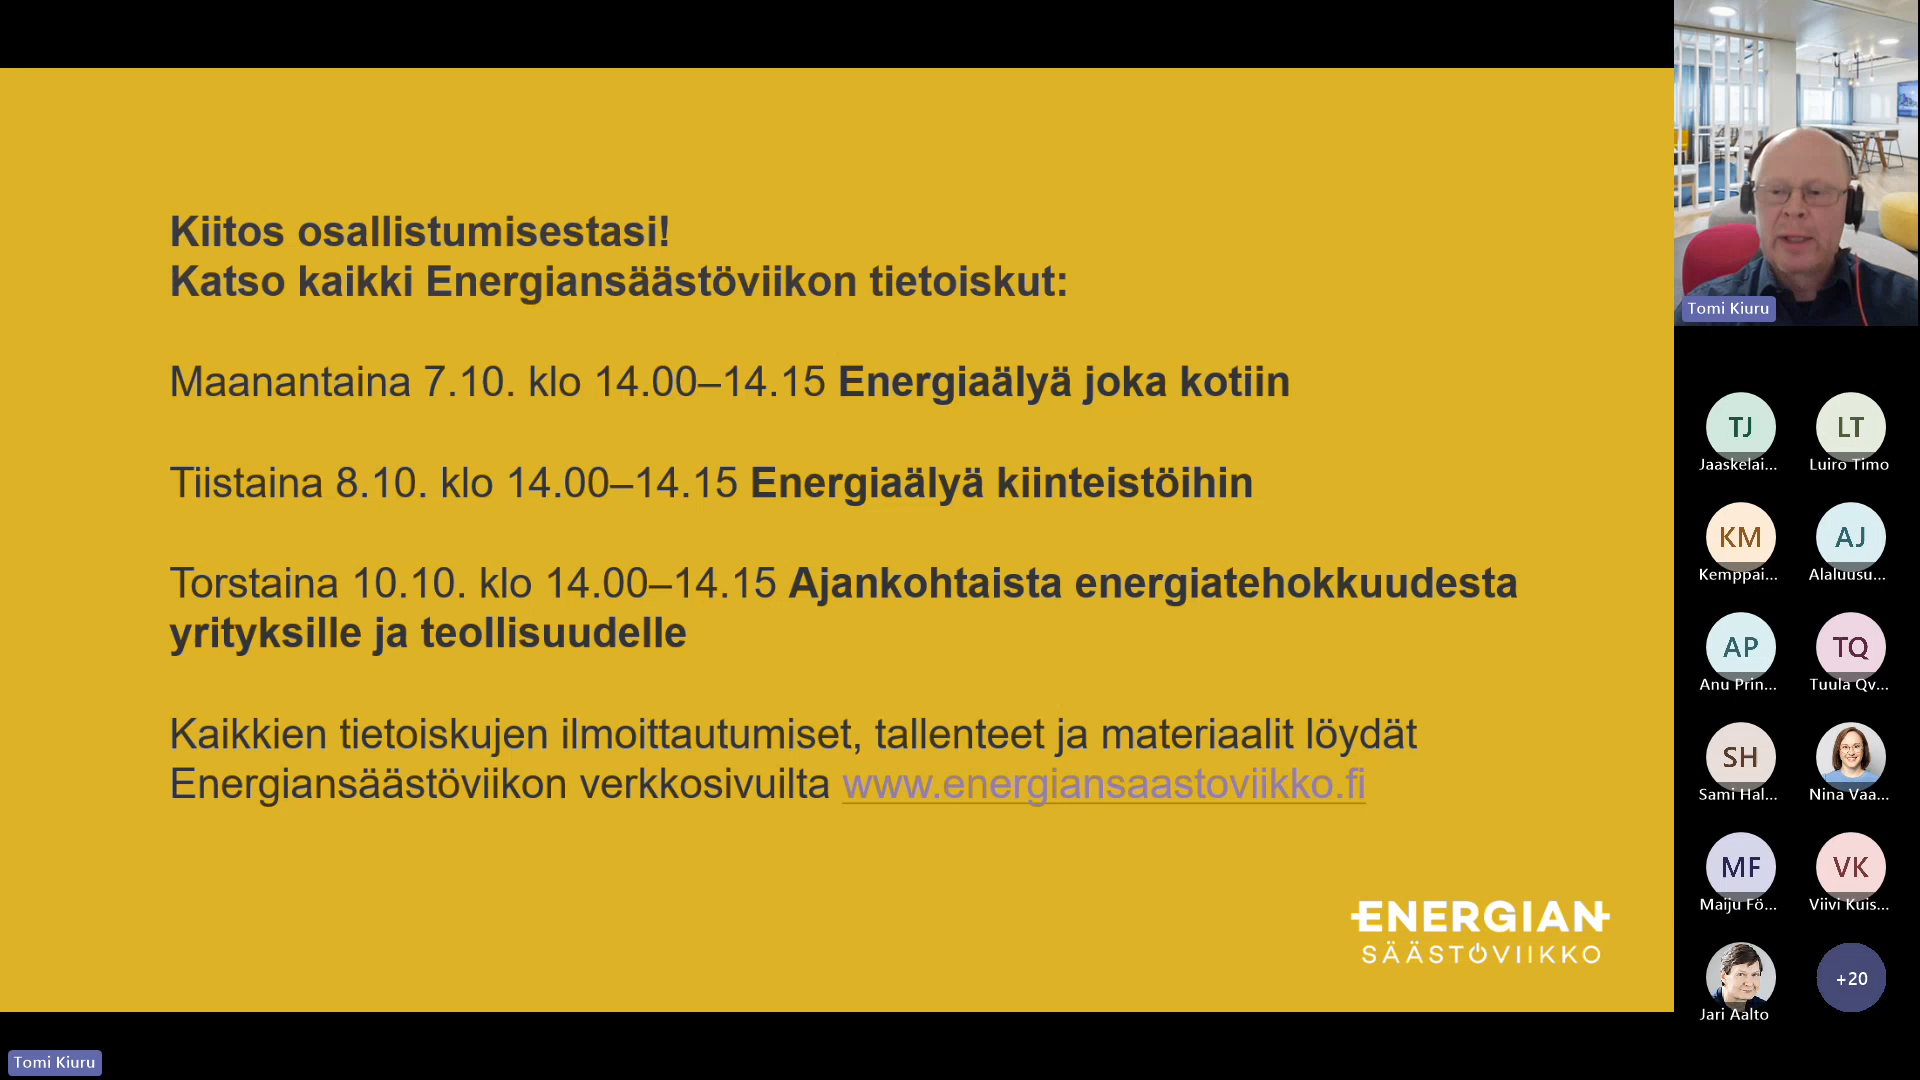 Kiitos osallistumisestasi!
Katso kaikki Energiansäästöviikon tietoiskut:
Maanantaina 7.10. klo 14.00–14.15 Energiaälyä joka kotiin
Tiistaina 8.10. klo 14.00–14.15 Energiaälyä kiinteistöihin
Torstaina 10.10. klo 14.00–14.15 Ajankohtaista energiatehokkuudesta
yrityksille ja teollisuudelle
Kaikkien tietoiskujen ilmoittautumiset, tallenteet ja materiaalit löydät
Energiansäästöviikon verkkosivuilta www.energiansaastoviikko.fi
ENERGIAN
SÄÄSTÖVIIKKO
Tomi Kiuru
Tomi Kiuru
TJ
Jaaskelai...
LT
Luiro Timo
KM
Kemppai...
AJ
Alaluusu...
AP
Anu Prin...
TQ
Tuula Qv...
SH
Sami Hal...
Nina Vaa...
MF
Maiju Fö...
VK
Viivi Kuis...
Jari Aalto
+20